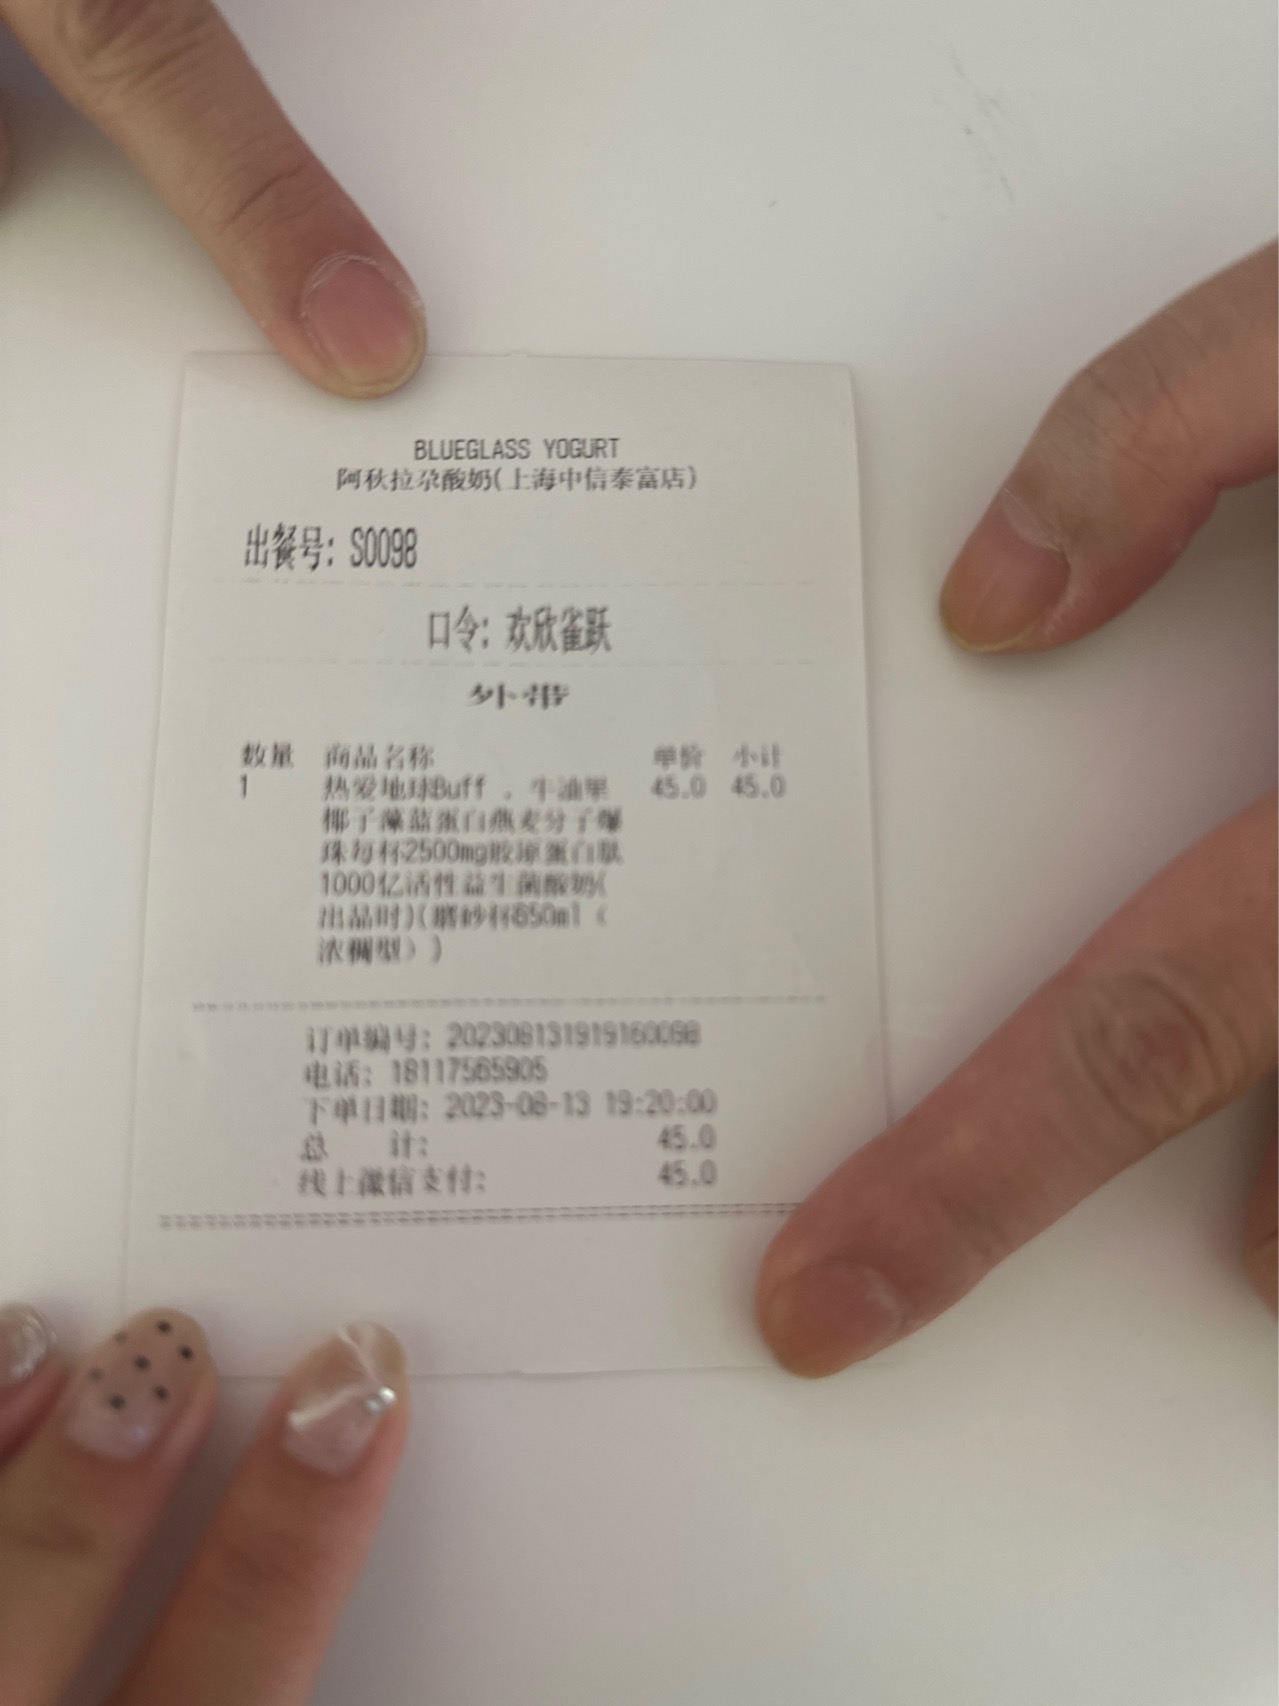 BLUEGLASS YOGURT
阿秋拉尕酸奶(上海中信泰富店)
出餐号: S0098
口令: 欢欣雀跃
外带
数量 商品名称 单价 小计
1 热爱地球Buff . 牛油果 45.0 45.0
椰子藻蓝蛋白燕麦分子爆
珠每杯2500mg胶原蛋白肽
1000亿活性益生菌酸奶(
出品时)(磨砂杯650ml（
浓稠型）)
订单编号: 202308131919160098
电话: 18117565905
下单日期: 2023-08-13 19:20:00
总 计: 45.0
线上微信支付: 45.0